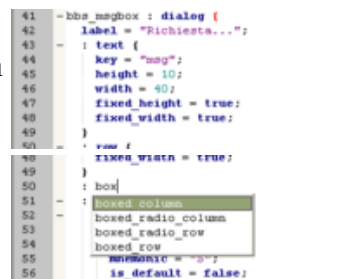 41 - bbs_msgbox : dialog {
42 label = "Richiesta...";
43 - : text {
44 key = "msg";
45 height = 10;
46 width = 40;
47 fixed_height = true;
48 fixed_width = true;
49 }
50 - : row {
48 fixed_width = true;
49 }
50 : box
51 - :
boxed_column
52 -
boxed_radio_column
53
boxed_radio_row
54
boxed_row
55 mnemonic = "S";
56 is_default = false;